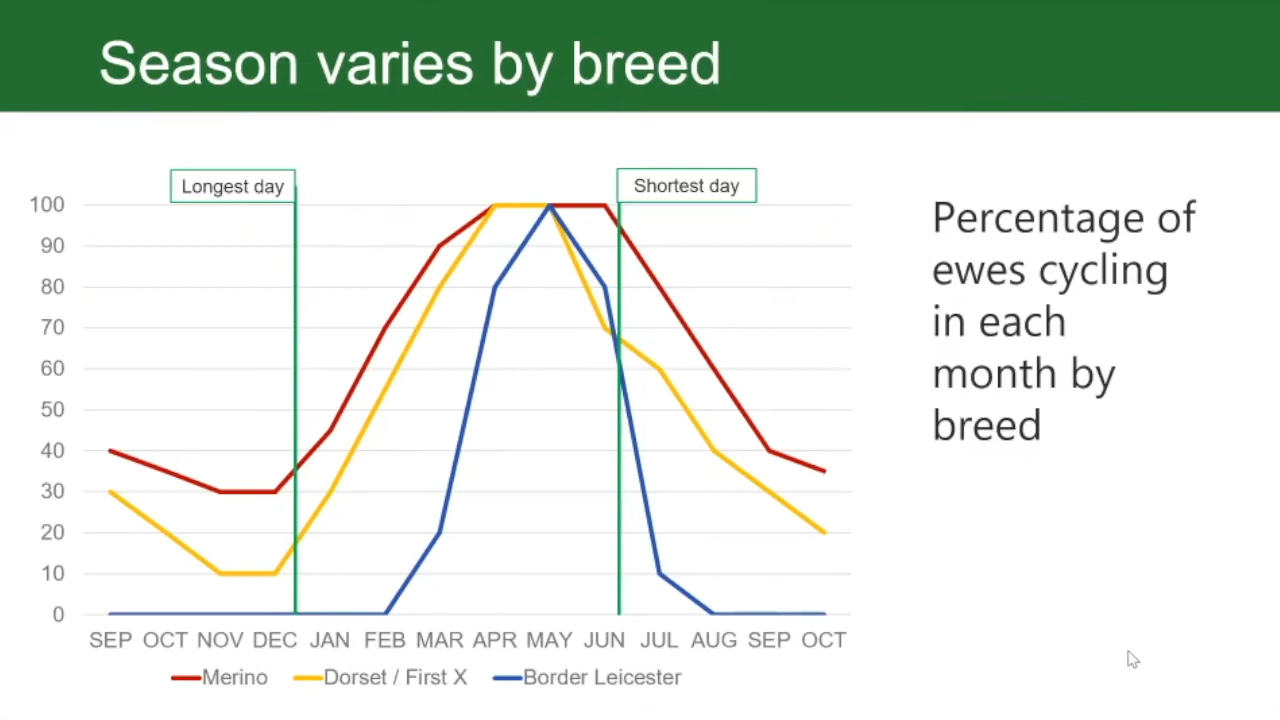 Season varies by breed
Longest day
Shortest day
100
90
80
70
60
50
40
30
20
10
0
SEP OCT NOV DEC JAN FEB MAR APR MAY JUN JUL AUG SEP OCT
Merino Dorset / First X Border Leicester
Percentage of
ewes cycling
in each
month by
breed